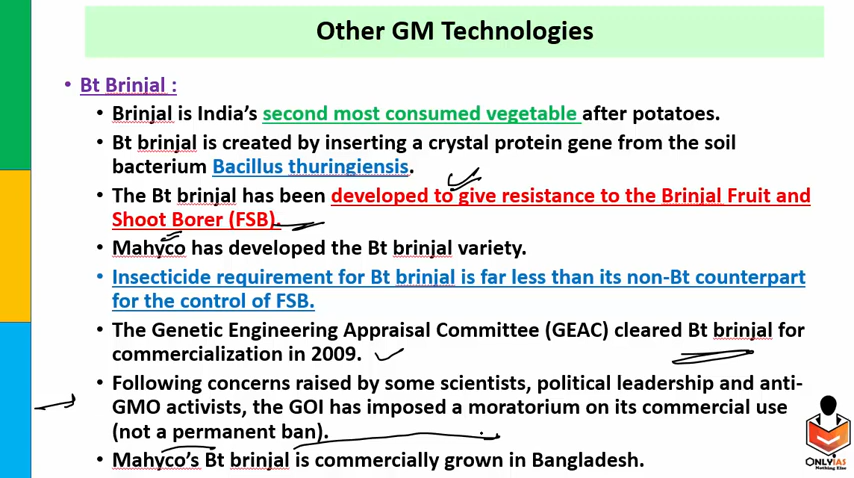 Other GM Technologies
• Bt Brinjal :
• Brinjal is India's second most consumed vegetable after potatoes.
• Bt brinjal is created by inserting a crystal protein gene from the soil
bacterium Bacillus thuringiensis.
• The Bt brinjal has been developed to give resistance to the Brinjal Fruit and
Shoot Borer (FSB).
• Mahyco has developed the Bt brinjal variety.
• Insecticide requirement for Bt brinjal is far less than its non-Bt counterpart
for the control of FSB.
• The Genetic Engineering Appraisal Committee (GEAC) cleared Bt brinjal for
commercialization in 2009.
• Following concerns raised by some scientists, political leadership and anti-
GMO activists, the GOI has imposed a moratorium on its commercial use
(not a permanent ban).
• Mahyco's Bt brinjal is commercially grown in Bangladesh.
ONLYIAS
Nothing Else